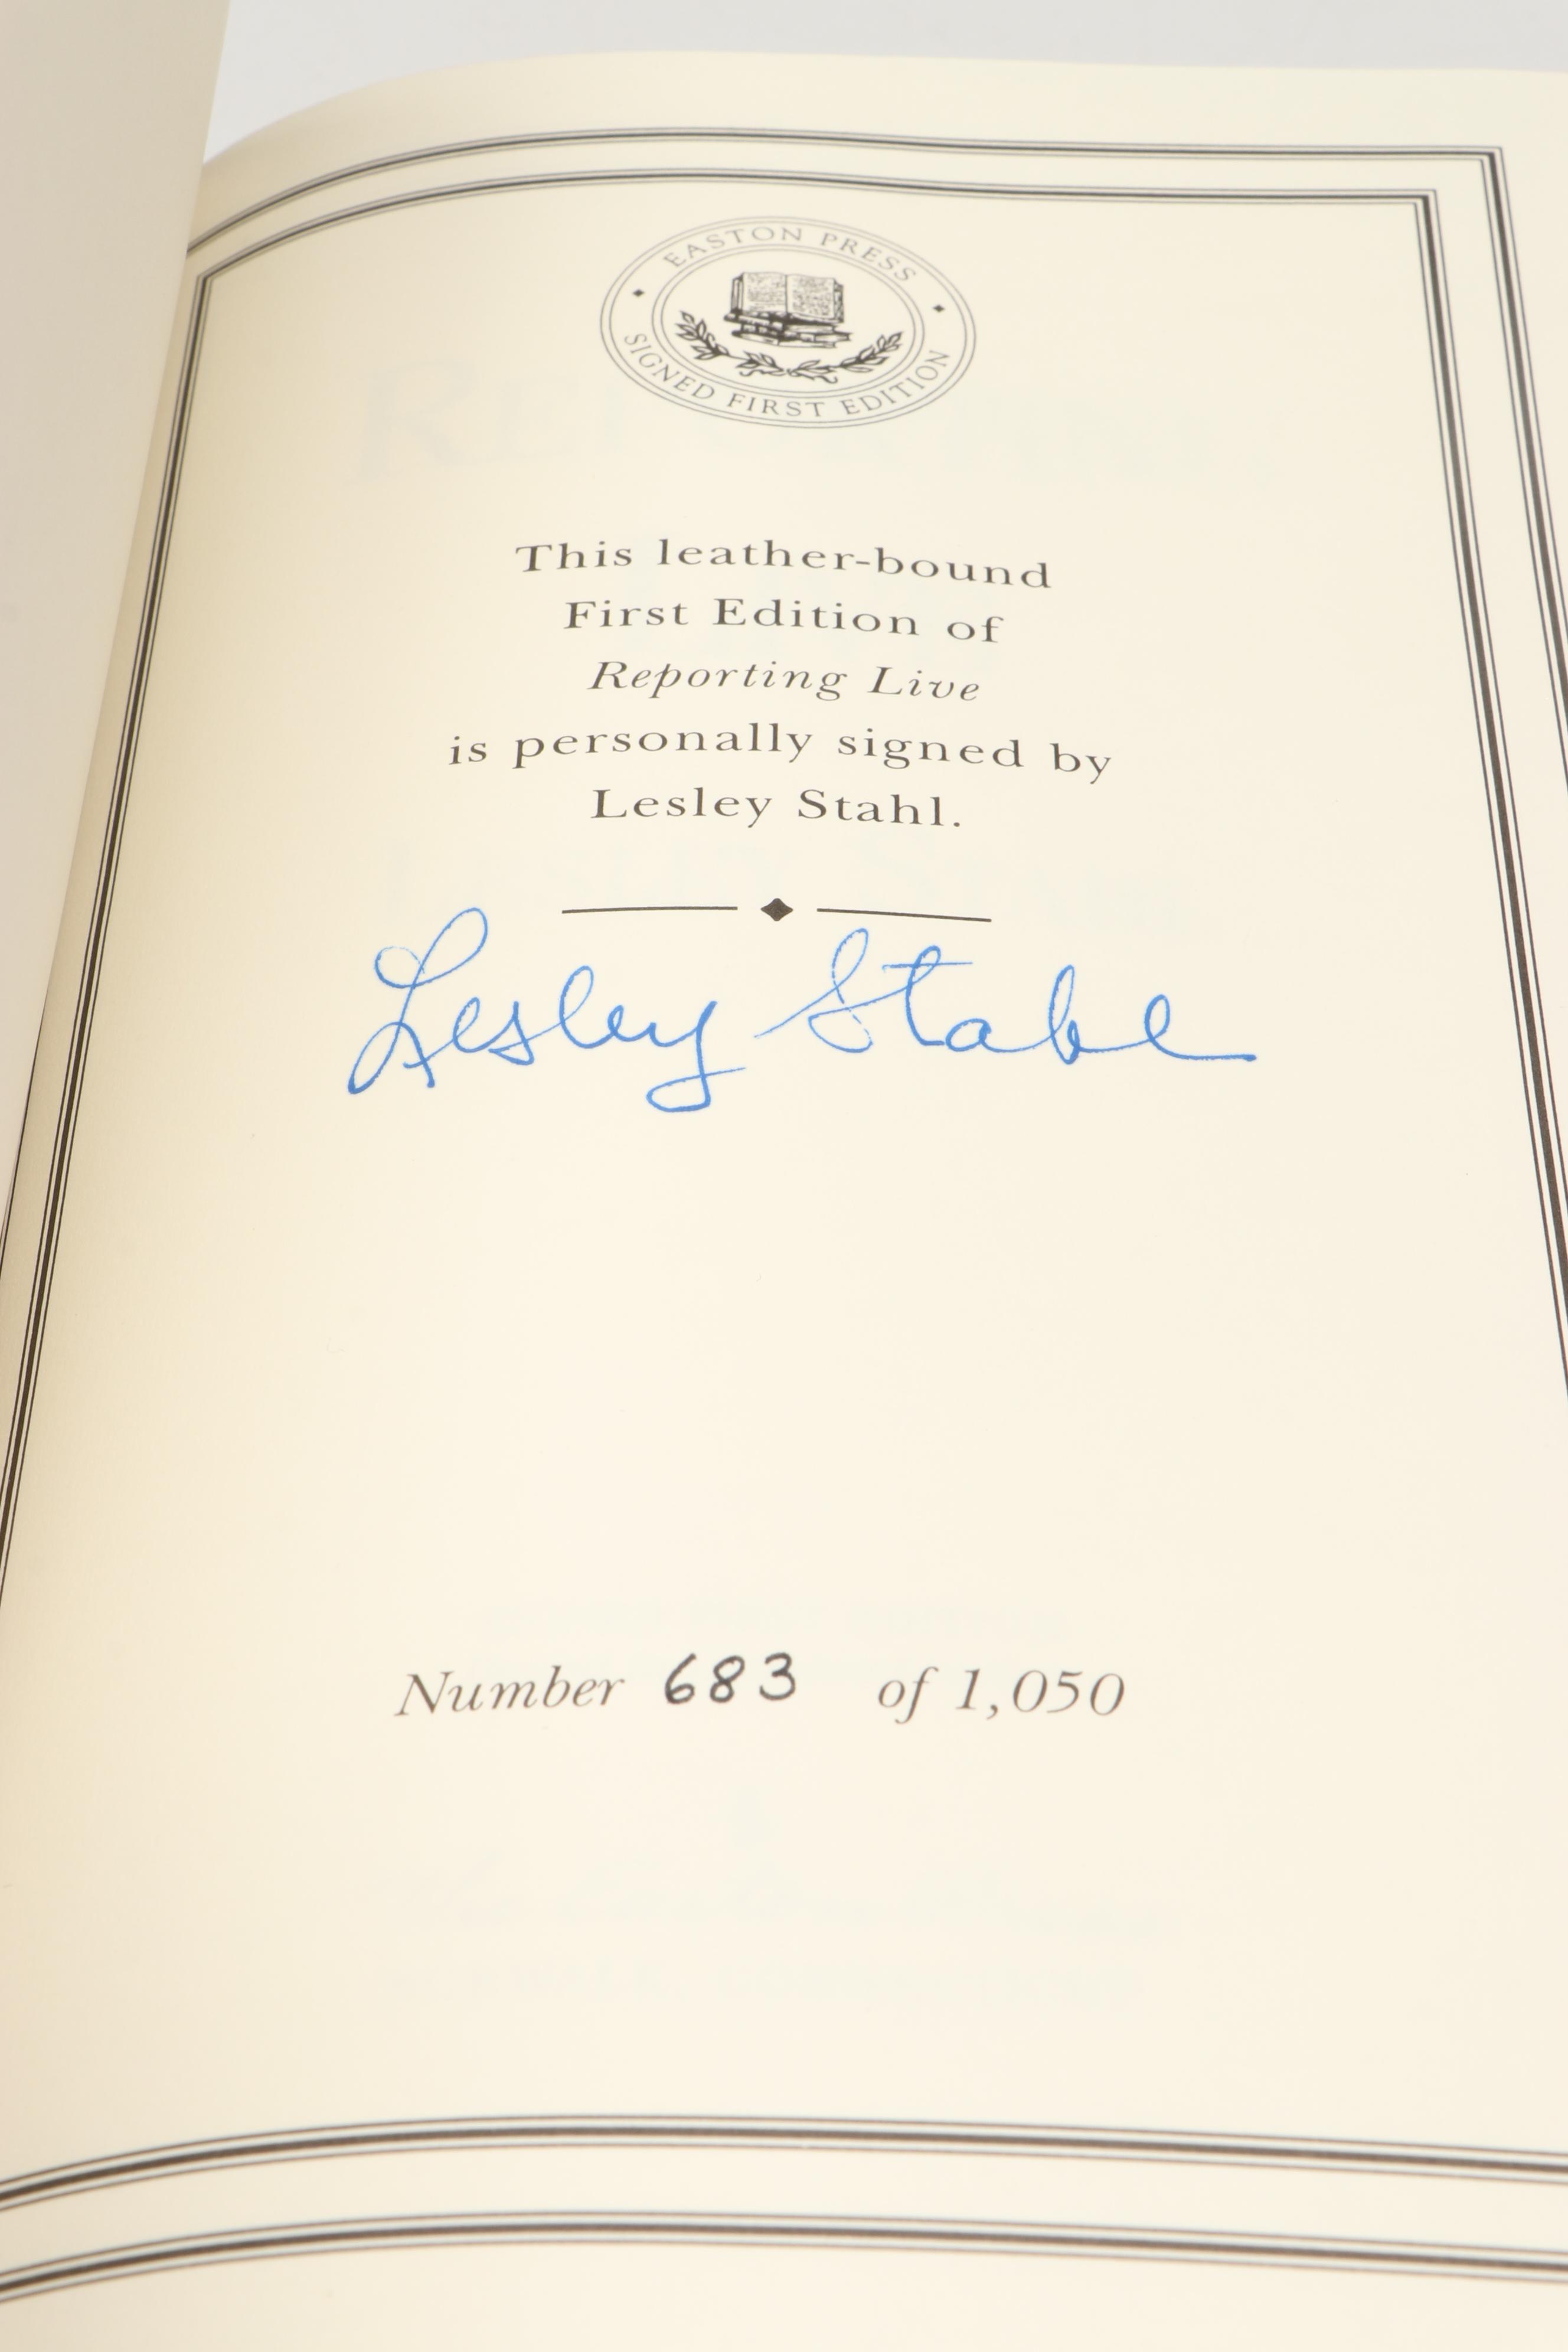 EASTON PRESS
SIGNED FIRST EDITION
This leather-bound
First Edition of
Reporting Live
is personally signed by
Lesley Stahl.
Lesley Stahl
Number 683 of 1,050